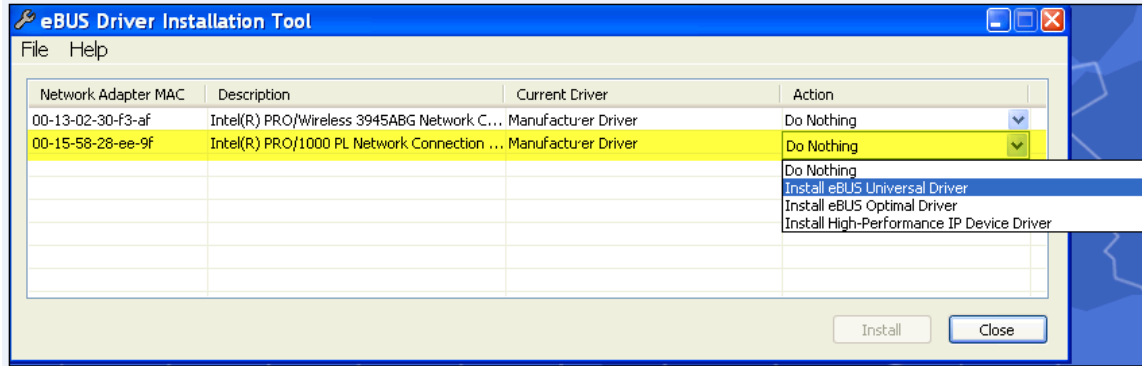 eBUS Driver Installation Tool
File Help
Network Adapter MAC Description Current Driver Action
00-13-02-30-f3-af Intel(R) PRO/Wireless 3945ABG Network C... Manufacturer Driver Do Nothing
00-15-58-28-ee-9f Intel(R) PRO/1000 PL Network Connection ... Manufacturer Driver Do Nothing
Do Nothing
Install eBUS Universal Driver
Install eBUS Optimal Driver
Install High-Performance IP Device Driver
Install Close